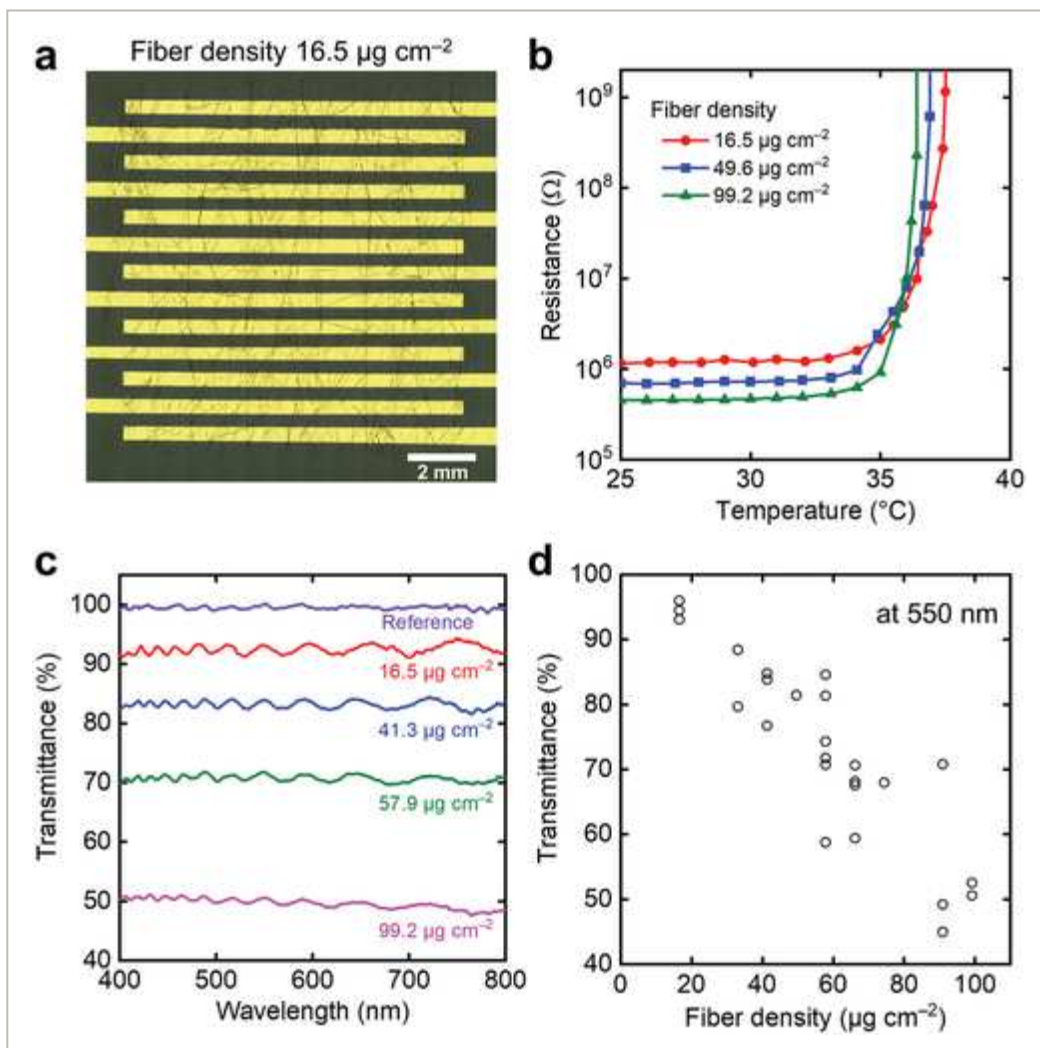 a
Fiber density 16.5 µg cm⁻²
2 mm
b
10⁹
10⁸
10⁷
10⁶
10⁵
Resistance (Ω)
Fiber density
16.5 µg cm⁻²
49.6 µg cm⁻²
99.2 µg cm⁻²
25 30 35 40
Temperature (°C)
c
100
90
80
70
60
50
40
Transmittance (%)
Reference
16.5 µg cm⁻²
41.3 µg cm⁻²
57.9 µg cm⁻²
99.2 µg cm⁻²
400 500 600 700 800
Wavelength (nm)
d
100
90
80
70
60
50
40
Transmittance (%)
at 550 nm
0 20 40 60 80 100
Fiber density (µg cm⁻²)